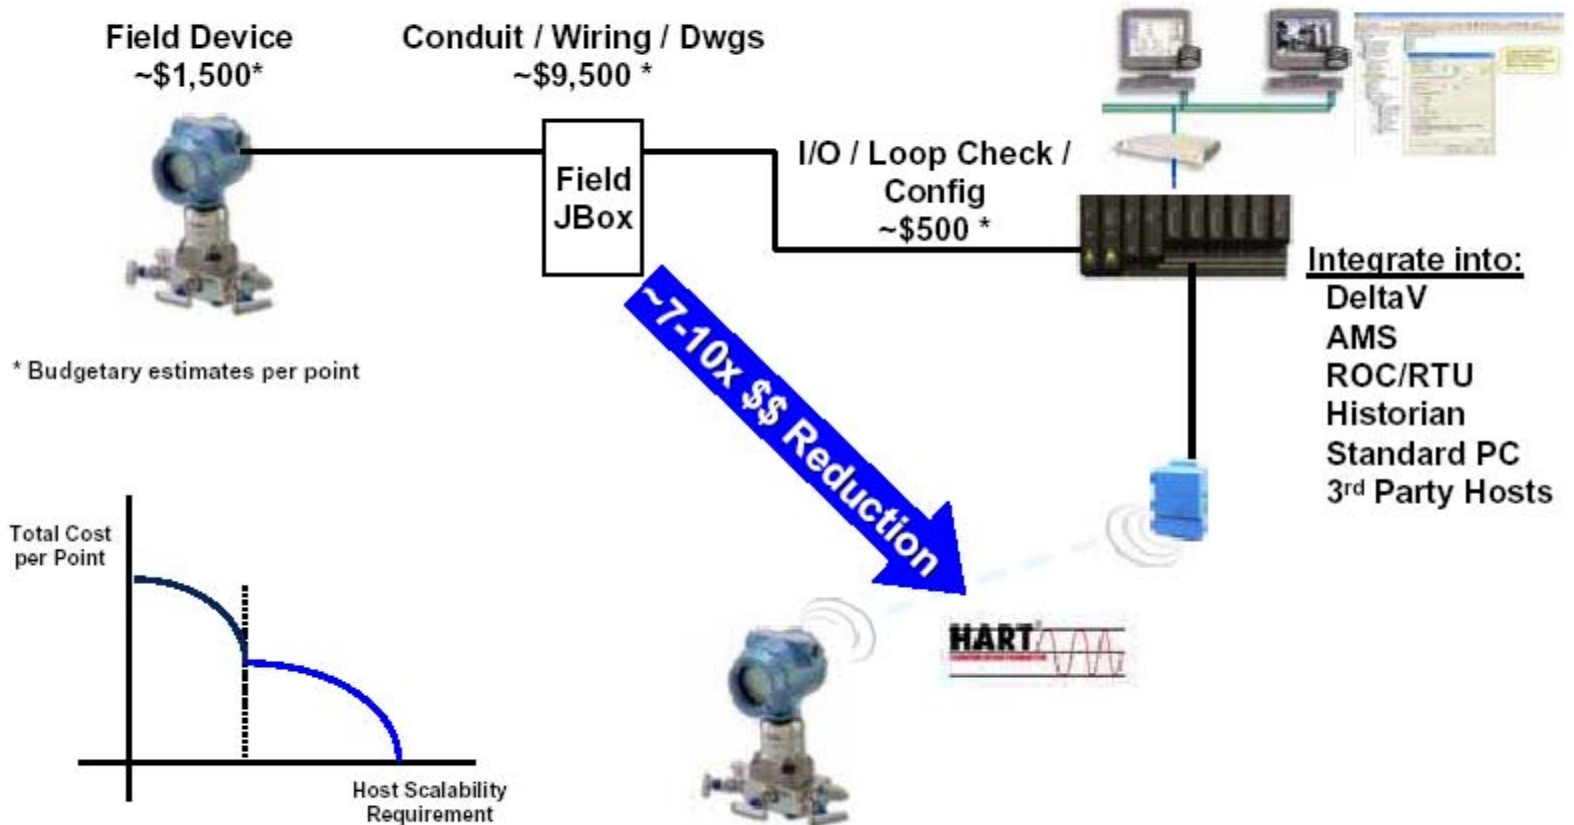 Field Device
~$1,500*
Conduit / Wiring / Dwgs
~$9,500 *
Field
JBox
I/O / Loop Check /
Config
~$500 *
Integrate into:
DeltaV
AMS
ROC/RTU
Historian
Standard PC
3rd Party Hosts
* Budgetary estimates per point
~7-10x $$ Reduction
Total Cost
per Point
Host Scalability
Requirement
HART